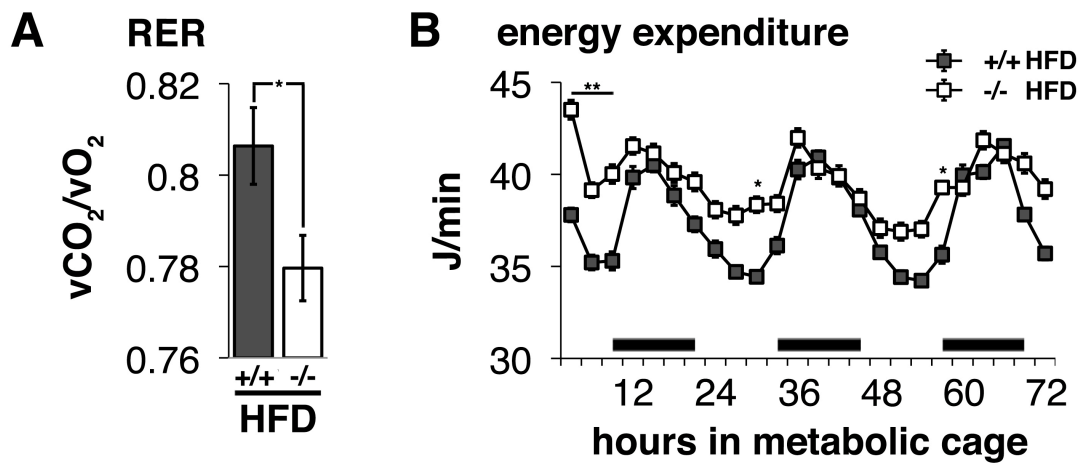 A
RER
0.82
0.8
0.78
0.76
vCO2/vO2
*
+/+ -/-
HFD
B
energy expenditure
+/+ HFD
-/- HFD
45
40
35
30
J/min
**
*
*
12 24 36 48 60 72
hours in metabolic cage